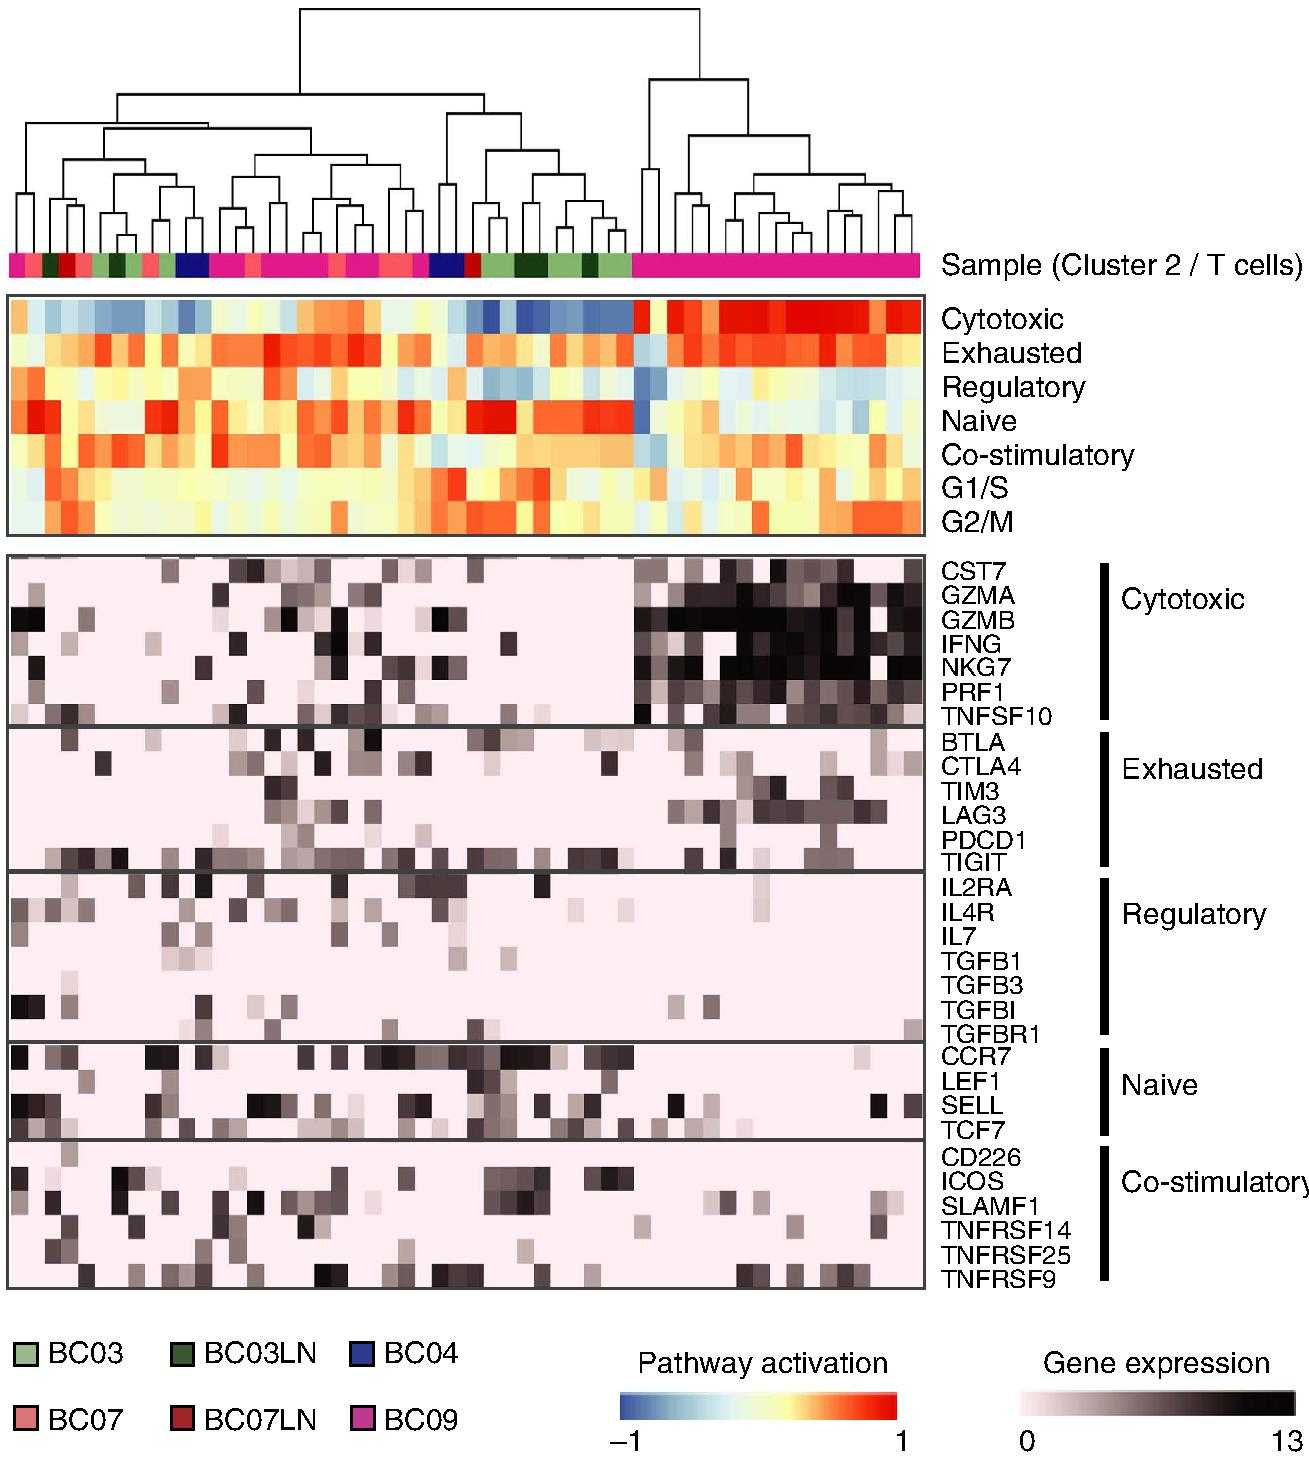 Sample (Cluster 2 / T cells)
Cytotoxic
Exhausted
Regulatory
Naive
Co-stimulatory
G1/S
G2/M
CST7
GZMA
GZMB
IFNG
NKG7
PRF1
TNFSF10
Cytotoxic
BTLA
CTLA4
TIM3
LAG3
PDCD1
TIGIT
Exhausted
IL2RA
IL4R
IL7
TGFB1
TGFB3
TGFBI
TGFBR1
Regulatory
CCR7
LEF1
SELL
TCF7
Naive
CD226
ICOS
SLAMF1
TNFRSF14
TNFRSF25
TNFRSF9
Co-stimulatory
BC03 BC03LN BC04
BC07 BC07LN BC09
Pathway activation
–1 1
Gene expression
0 13